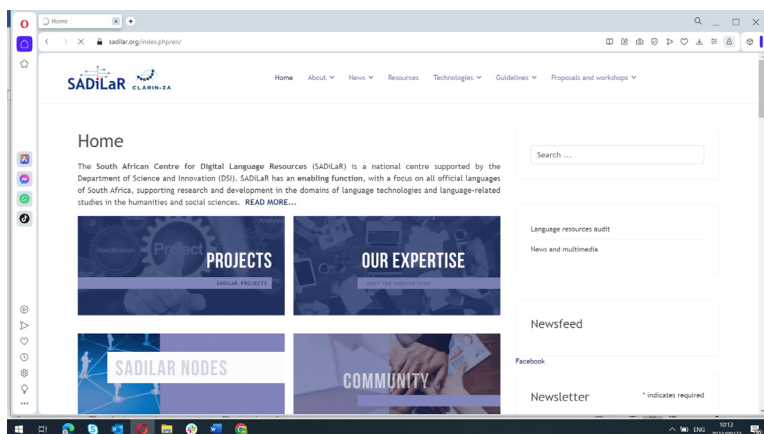 Home
sadilar.org/index.php/en/
SADiLaR CLARIN-ZA
Home About News Resources Technologies Guidelines Proposals and workshops
Home
The South African Centre for Digital Language Resources (SADiLaR) is a national centre supported by the
Department of Science and Innovation (DSI). SADiLaR has an enabling function, with a focus on all official languages
of South Africa, supporting research and development in the domains of language technologies and language-related
studies in the humanities and social sciences. READ MORE...
Project
PROJECTS
SADILAR PROJECTS
OUR EXPERTISE
MEET THE SADILAR TEAM
SADILAR NODES
COMMUNITY
Search ...
Language resources audit
News and multimedia
Newsfeed
Facebook
Newsletter
* indicates required
ENG
10:13